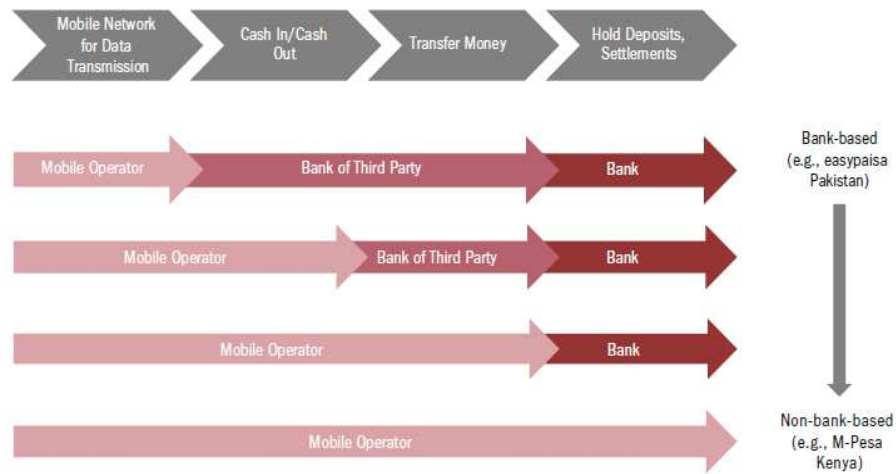 Mobile Network
for Data
Transmission
Cash In/Cash
Out
Transfer Money
Hold Deposits,
Settlements
Mobile Operator
Bank of Third Party
Bank
Bank-based
(e.g., easypaisa
Pakistan)
Mobile Operator
Bank of Third Party
Bank
Mobile Operator
Bank
Mobile Operator
Non-bank-based
(e.g., M-Pesa
Kenya)